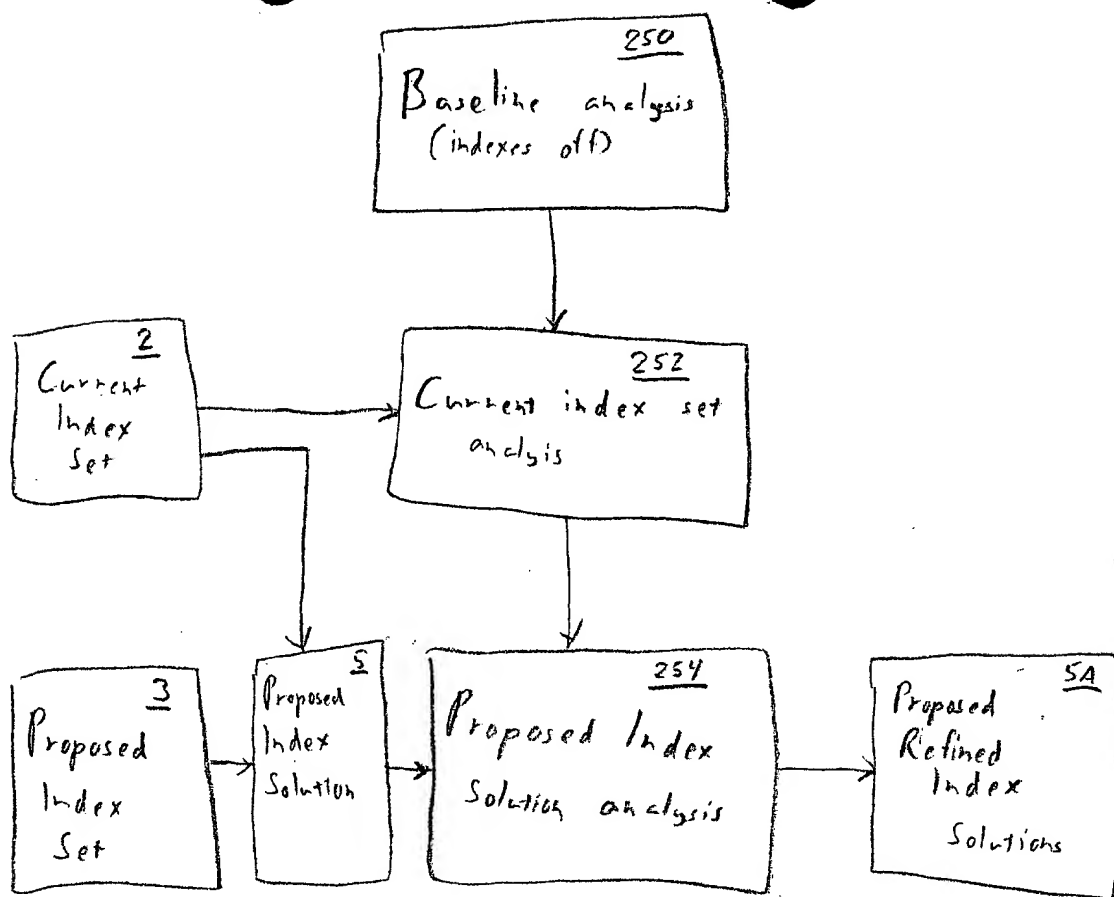 250
Baseline analysis
(indexes off)
2
Current
Index
Set
252
Current index set
analyis
3
Proposed
Index
Set
5
Proposed
Index
Solution
254
Proposed Index
Solution analysis
5A
Proposed
Refined
Index
Solutions